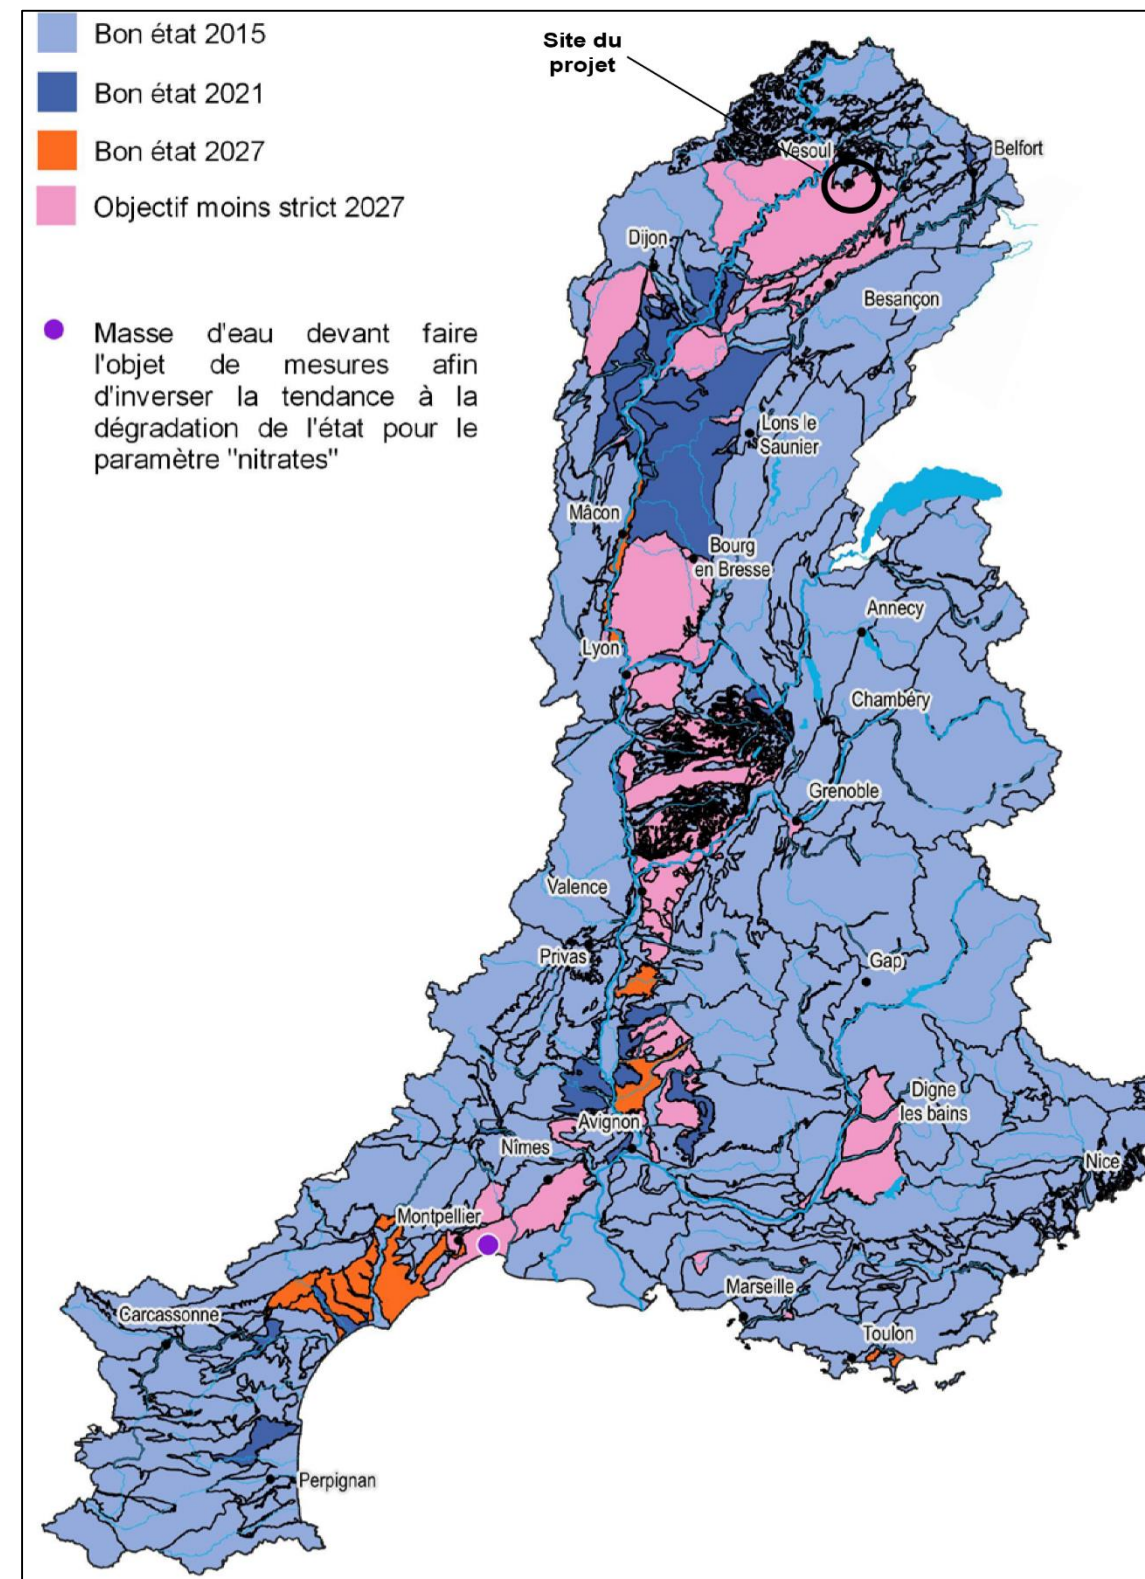 Bon état 2015
Bon état 2021
Bon état 2027
Objectif moins strict 2027
Masse d'eau devant faire
l'objet de mesures afin
d'inverser la tendance à la
dégradation de l'état pour le
paramètre "nitrates"
Site du
projet
Vesoul
Belfort
Dijon
Besançon
Lons le
Saunier
Mâcon
Bourg
en Bresse
Annecy
Lyon
Chambéry
Grenoble
Valence
Privas
Gap
Digne
les bains
Avignon
Nîmes
Nice
Montpellier
Marseille
Carcassonne
Toulon
Perpignan